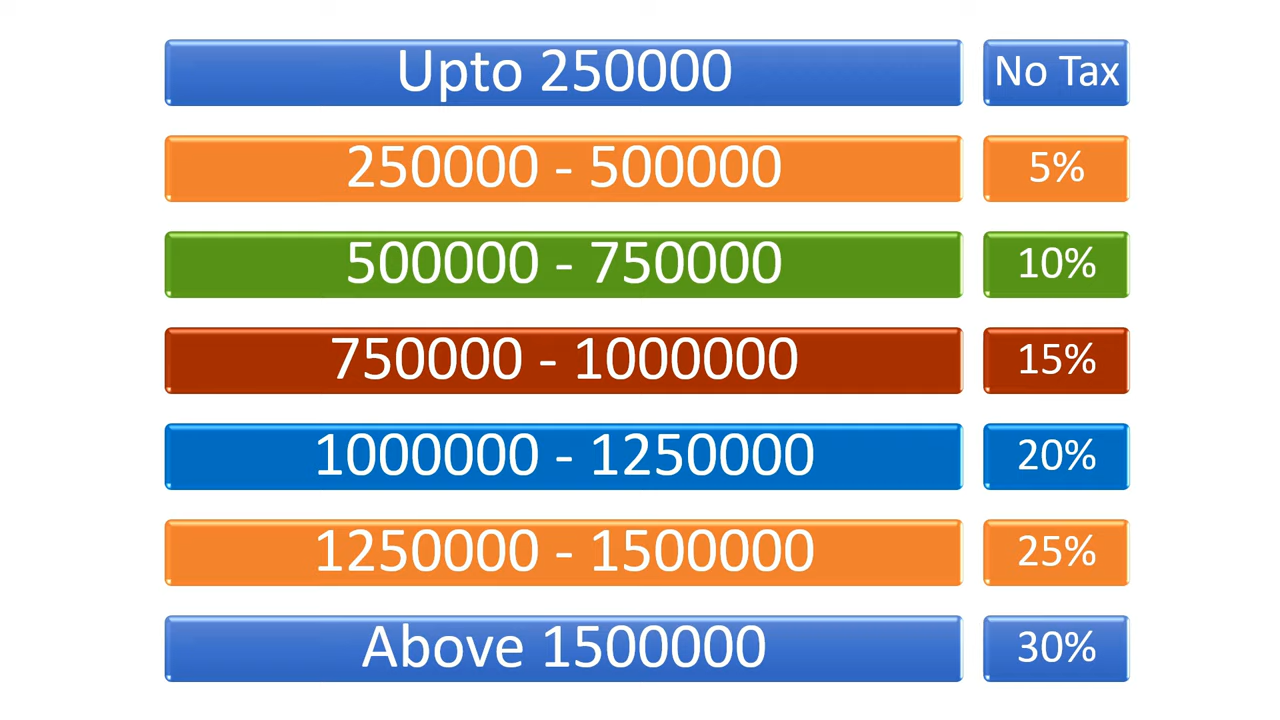 Upto 250000 No Tax
250000 - 500000 5%
500000 - 750000 10%
750000 - 1000000 15%
1000000 - 1250000 20%
1250000 - 1500000 25%
Above 1500000 30%